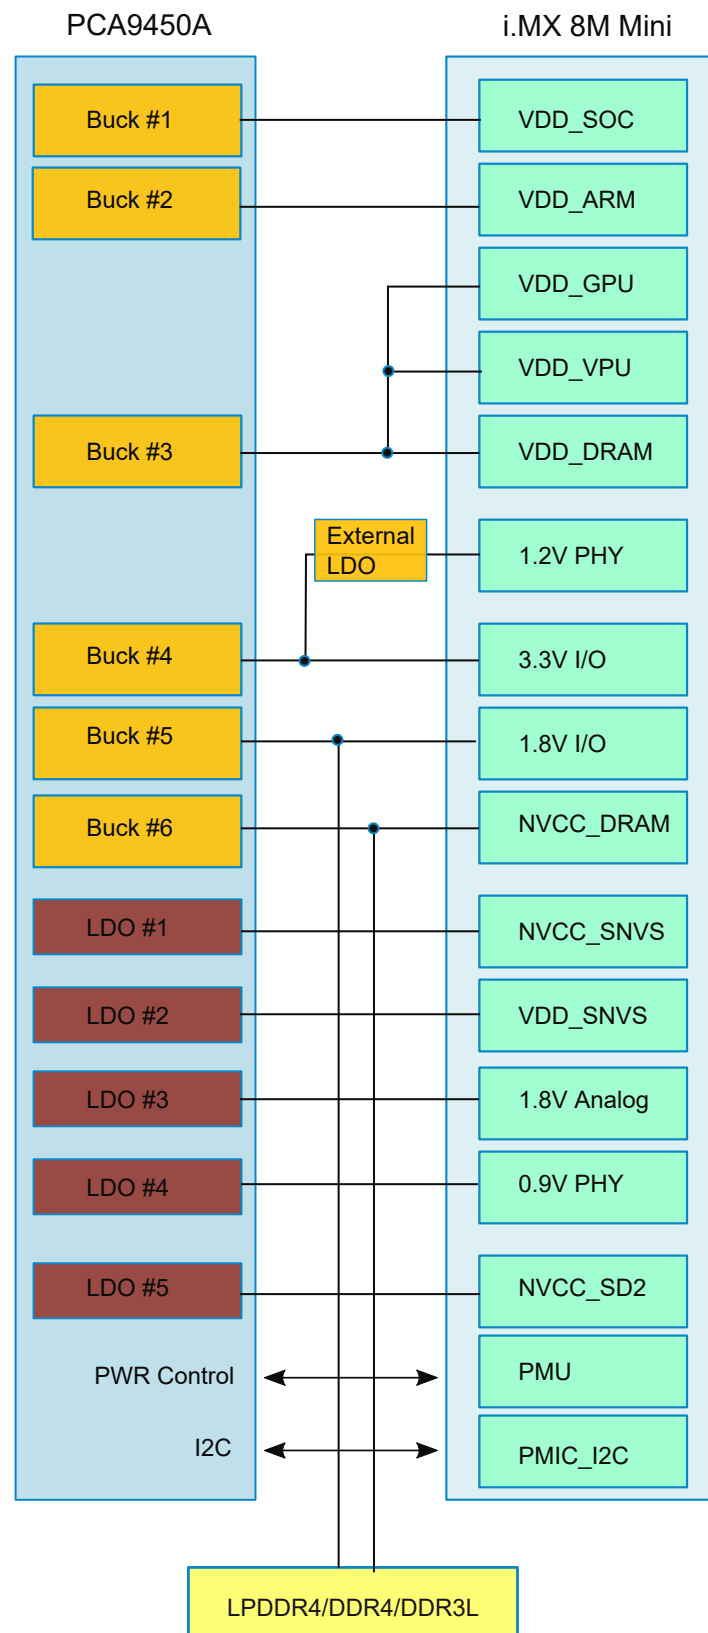 PCA9450A
i.MX 8M Mini
Buck #1
VDD_SOC
Buck #2
VDD_ARM
VDD_GPU
VDD_VPU
Buck #3
VDD_DRAM
External
LDO
1.2V PHY
Buck #4
3.3V I/O
Buck #5
1.8V I/O
Buck #6
NVCC_DRAM
LDO #1
NVCC_SNVS
LDO #2
VDD_SNVS
LDO #3
1.8V Analog
LDO #4
0.9V PHY
LDO #5
NVCC_SD2
PWR Control
PMU
I2C
PMIC_I2C
LPDDR4/DDR4/DDR3L